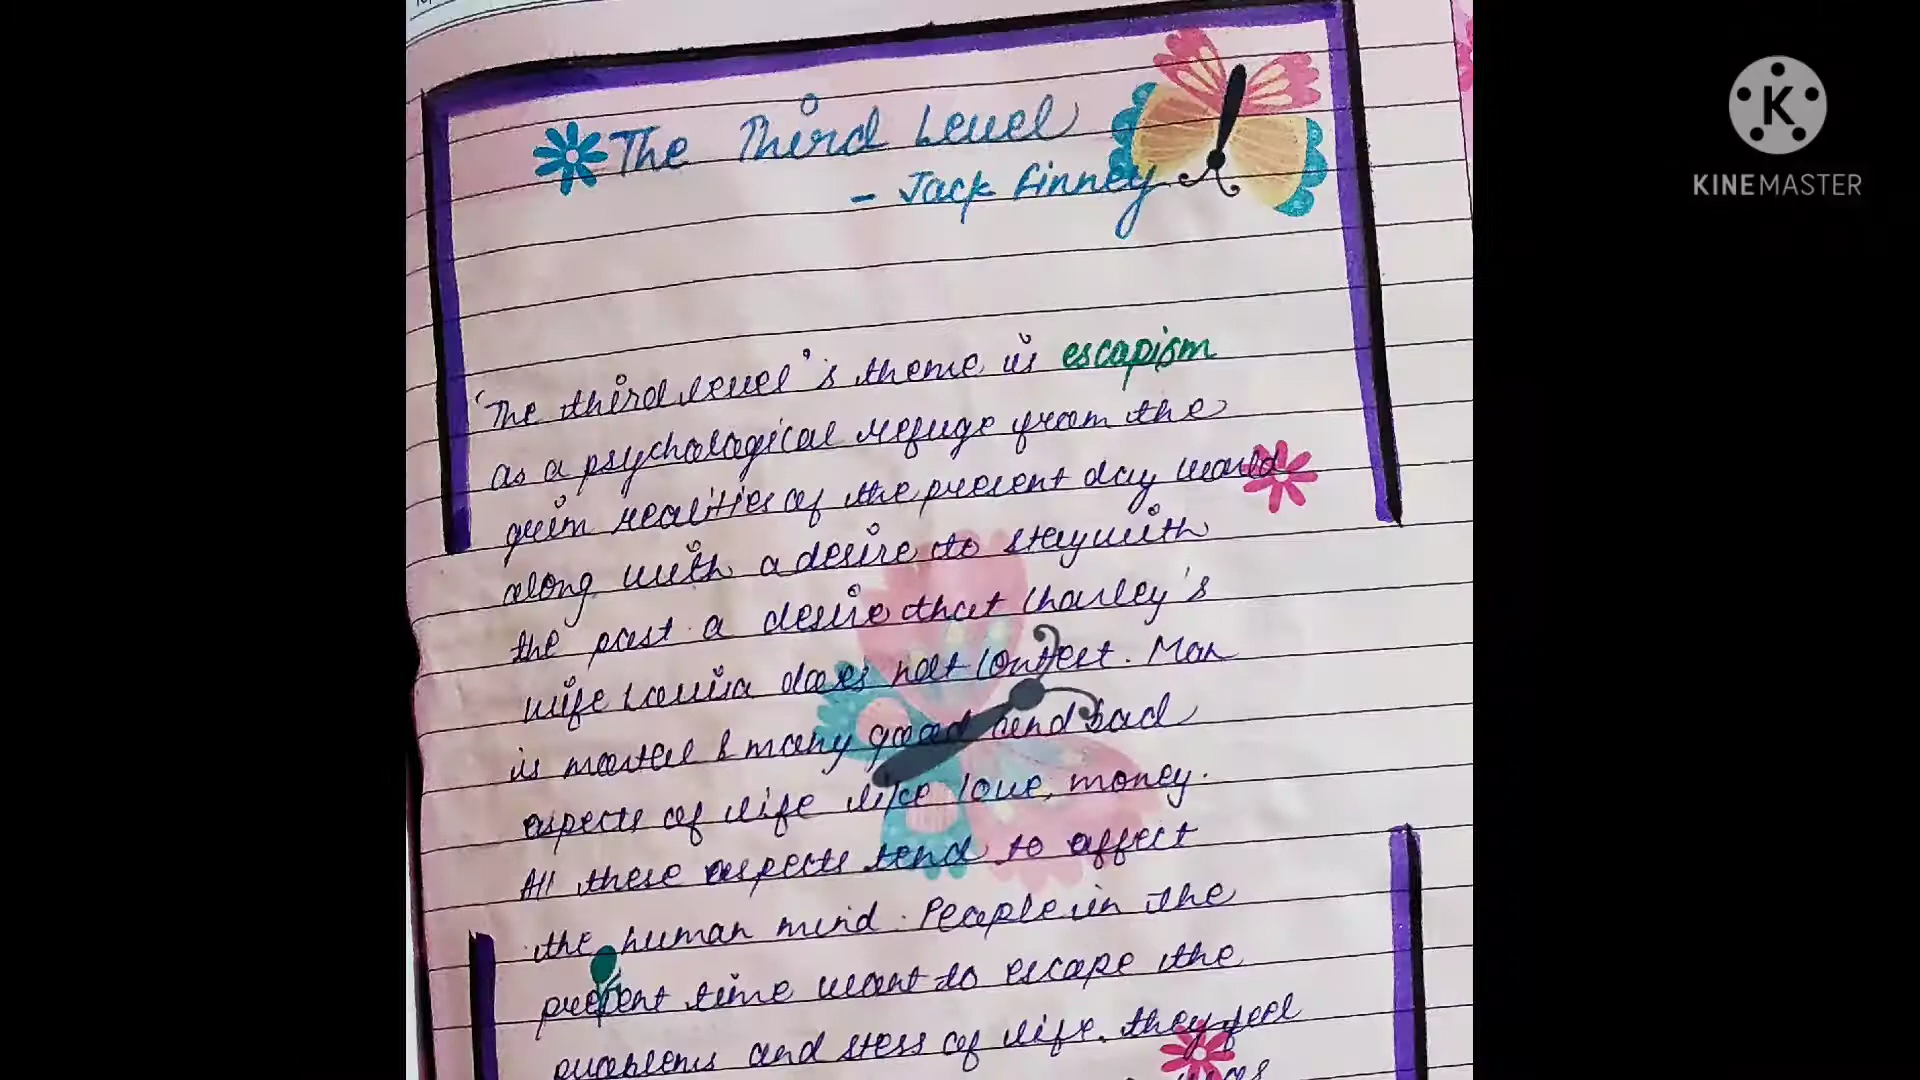 The Third Level
- Jack Finney
KINEMASTER
'The third level's theme is escapism
as a psychological refuge from the
grim realities of the present day world
along with a desire to stay with
the past. a desire that Charley's
wife Louisa does not contest. Man
is mortal & many good and bad
aspects of life like love, money.
All these aspects tend to affect
the human mind. People in the
present time want to escape the
problems and stess of life. they feel